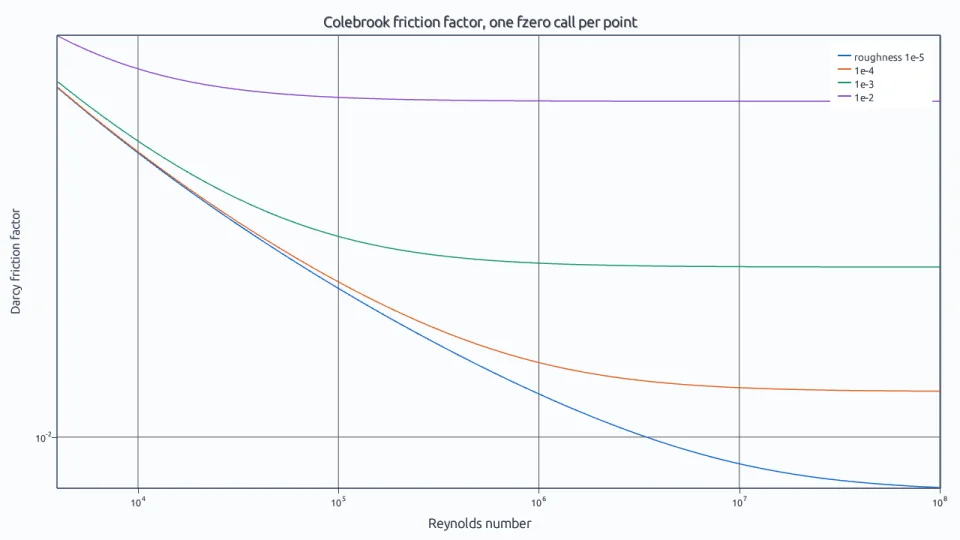 Colebrook friction factor, one fzero call per point
roughness 1e-5
1e-4
1e-3
1e-2
Darcy friction factor
10⁻²
10⁴ 10⁵ 10⁶ 10⁷ 10⁸
Reynolds number